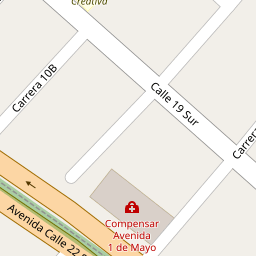 Creativa
Carrera 10B
Calle 19 Sur
Carrera
Compensar
Avenida
1 de Mayo
Avenida Calle 22